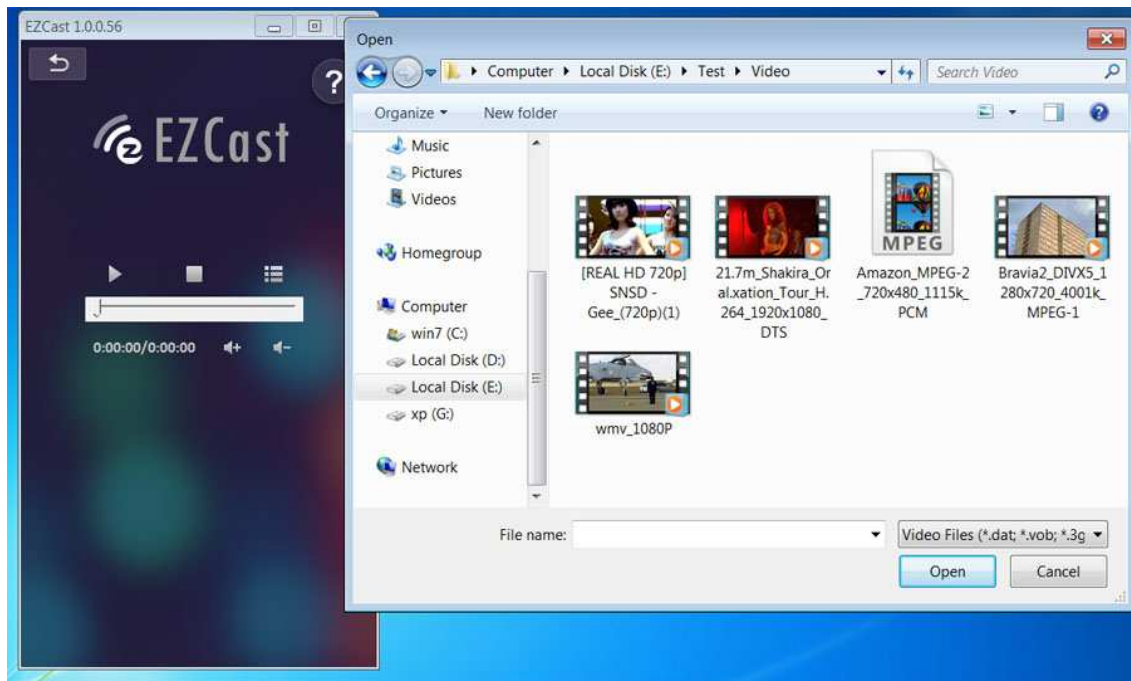 EZCast 1.0.0.56
?
EZCast
0:00:00/0:00:00
Open
Computer Local Disk (E:) Test Video
Search Video
Organize
New folder
Music
Pictures
Videos
Homegroup
Computer
win7 (C:)
Local Disk (D:)
Local Disk (E:)
xp (G:)
Network
[REAL HD 720p]
SNSD -
Gee_(720p)(1)
21.7m_Shakira_Or
al.xation_Tour_H.
264_1920x1080_
DTS
MPEG
Amazon_MPEG-2
_720x480_1115k_
PCM
Bravia2_DIVX5_1
280x720_4001k_
MPEG-1
wmv_1080P
File name:
Video Files (*.dat; *.vob; *.3g
Open
Cancel